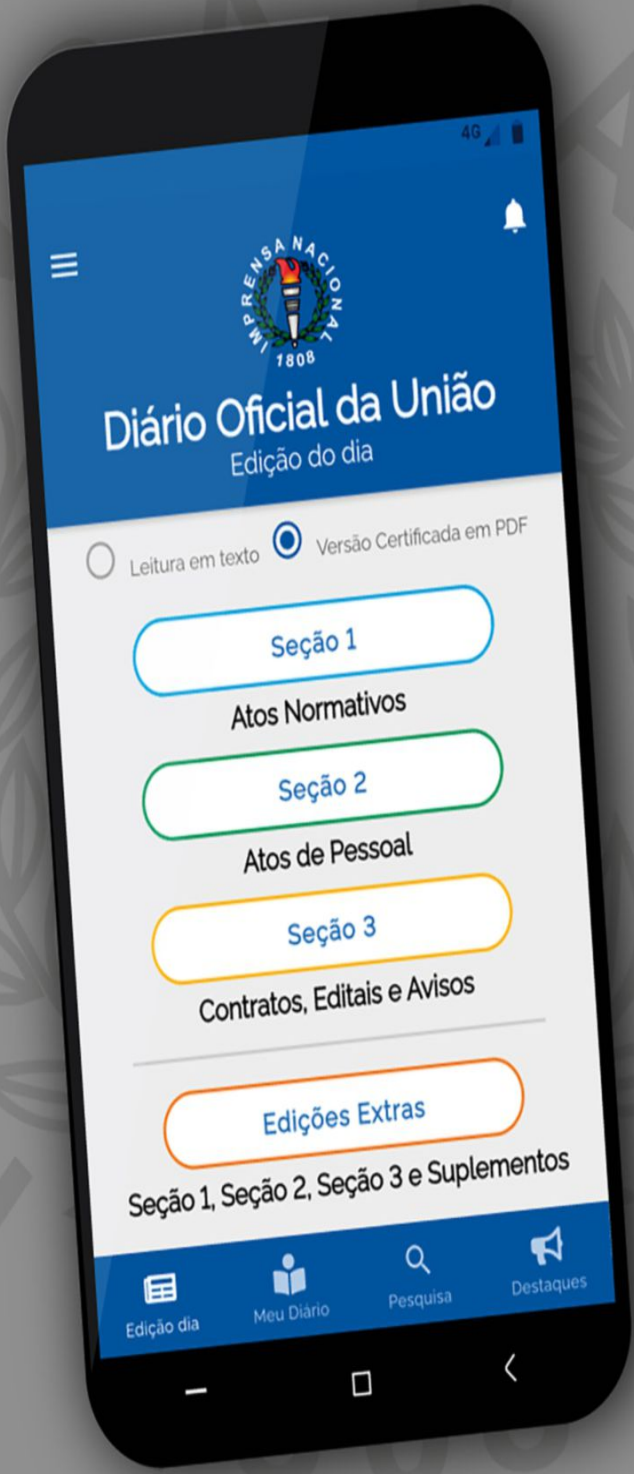 4G
IMPRENSA NACIONAL
1808
Diário Oficial da União
Edição do dia
Leitura em texto Versão Certificada em PDF
Seção 1
Atos Normativos
Seção 2
Atos de Pessoal
Seção 3
Contratos, Editais e Avisos
Edições Extras
Seção 1, Seção 2, Seção 3 e Suplementos
Edição dia Meu Diário Pesquisa Destaques